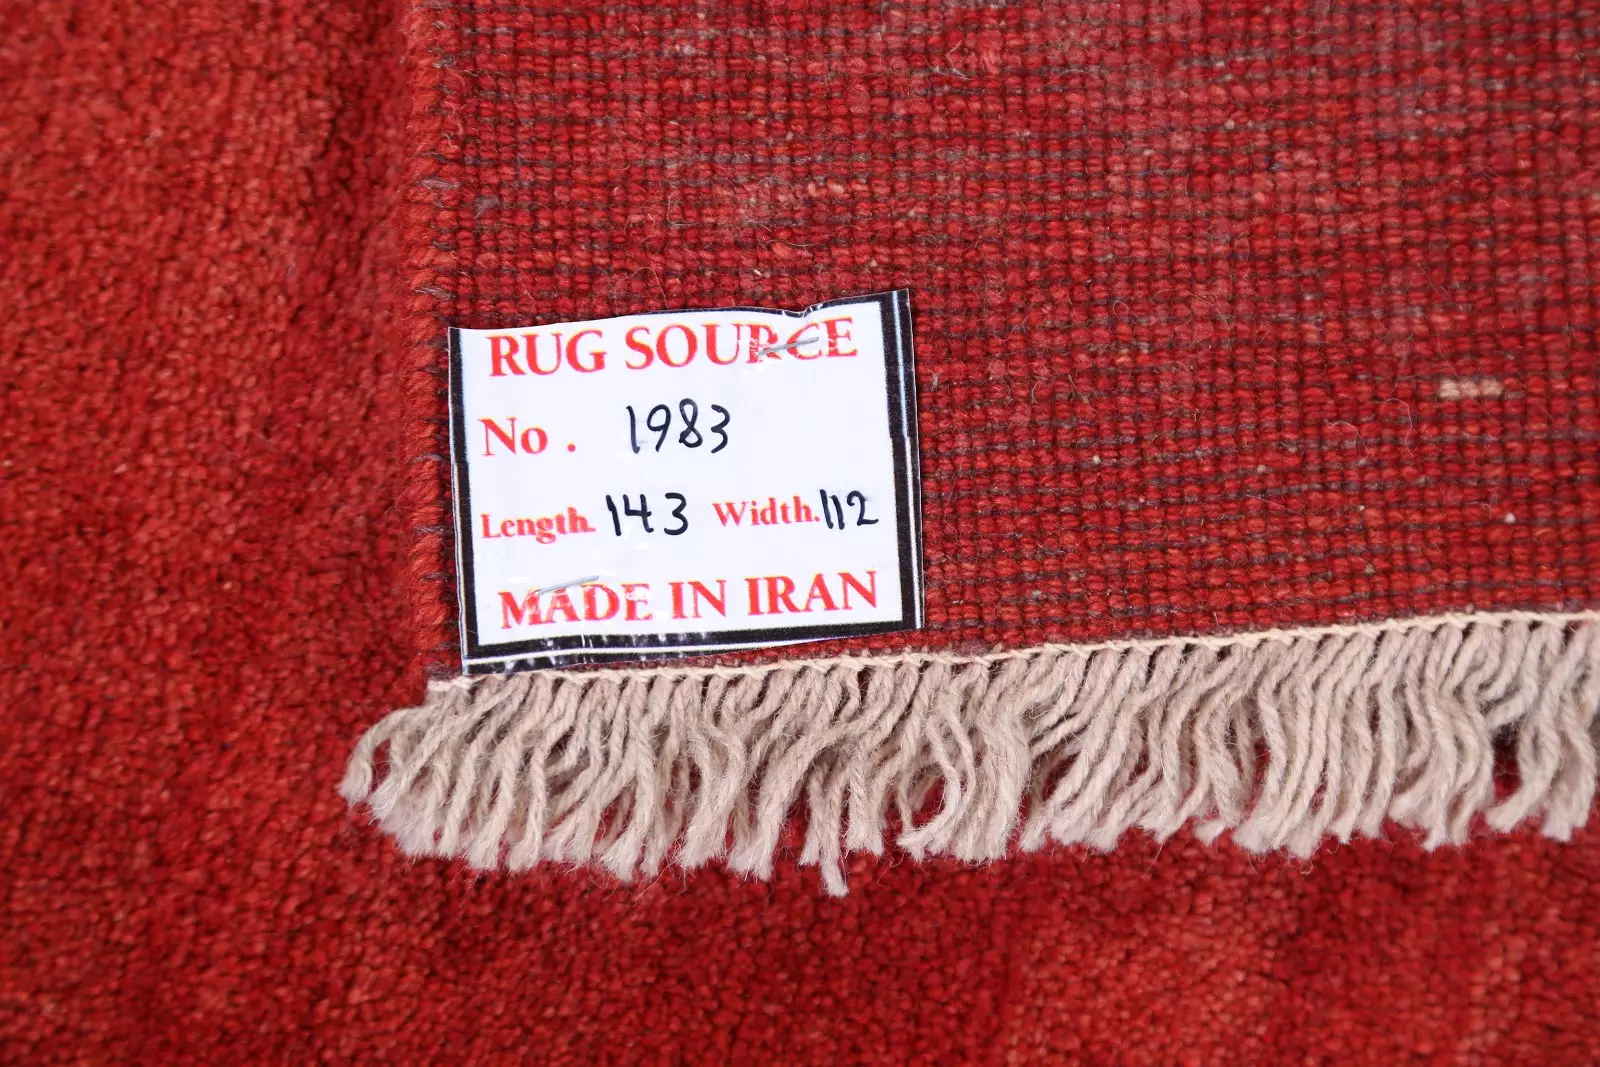 RUG SOURCE
No. 1983
Length. 143 Width. 112
MADE IN IRAN